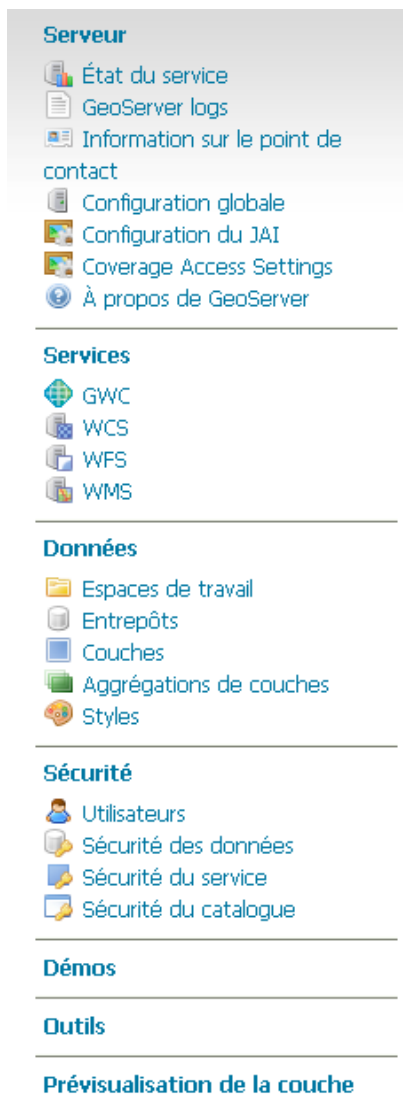 Serveur
État du service
GeoServer logs
Information sur le point de
contact
Configuration globale
Configuration du JAI
Coverage Access Settings
À propos de GeoServer
Services
GWC
WCS
WFS
WMS
Données
Espaces de travail
Entrepôts
Couches
Aggrégations de couches
Styles
Sécurité
Utilisateurs
Sécurité des données
Sécurité du service
Sécurité du catalogue
Démos
Outils
Prévisualisation de la couche